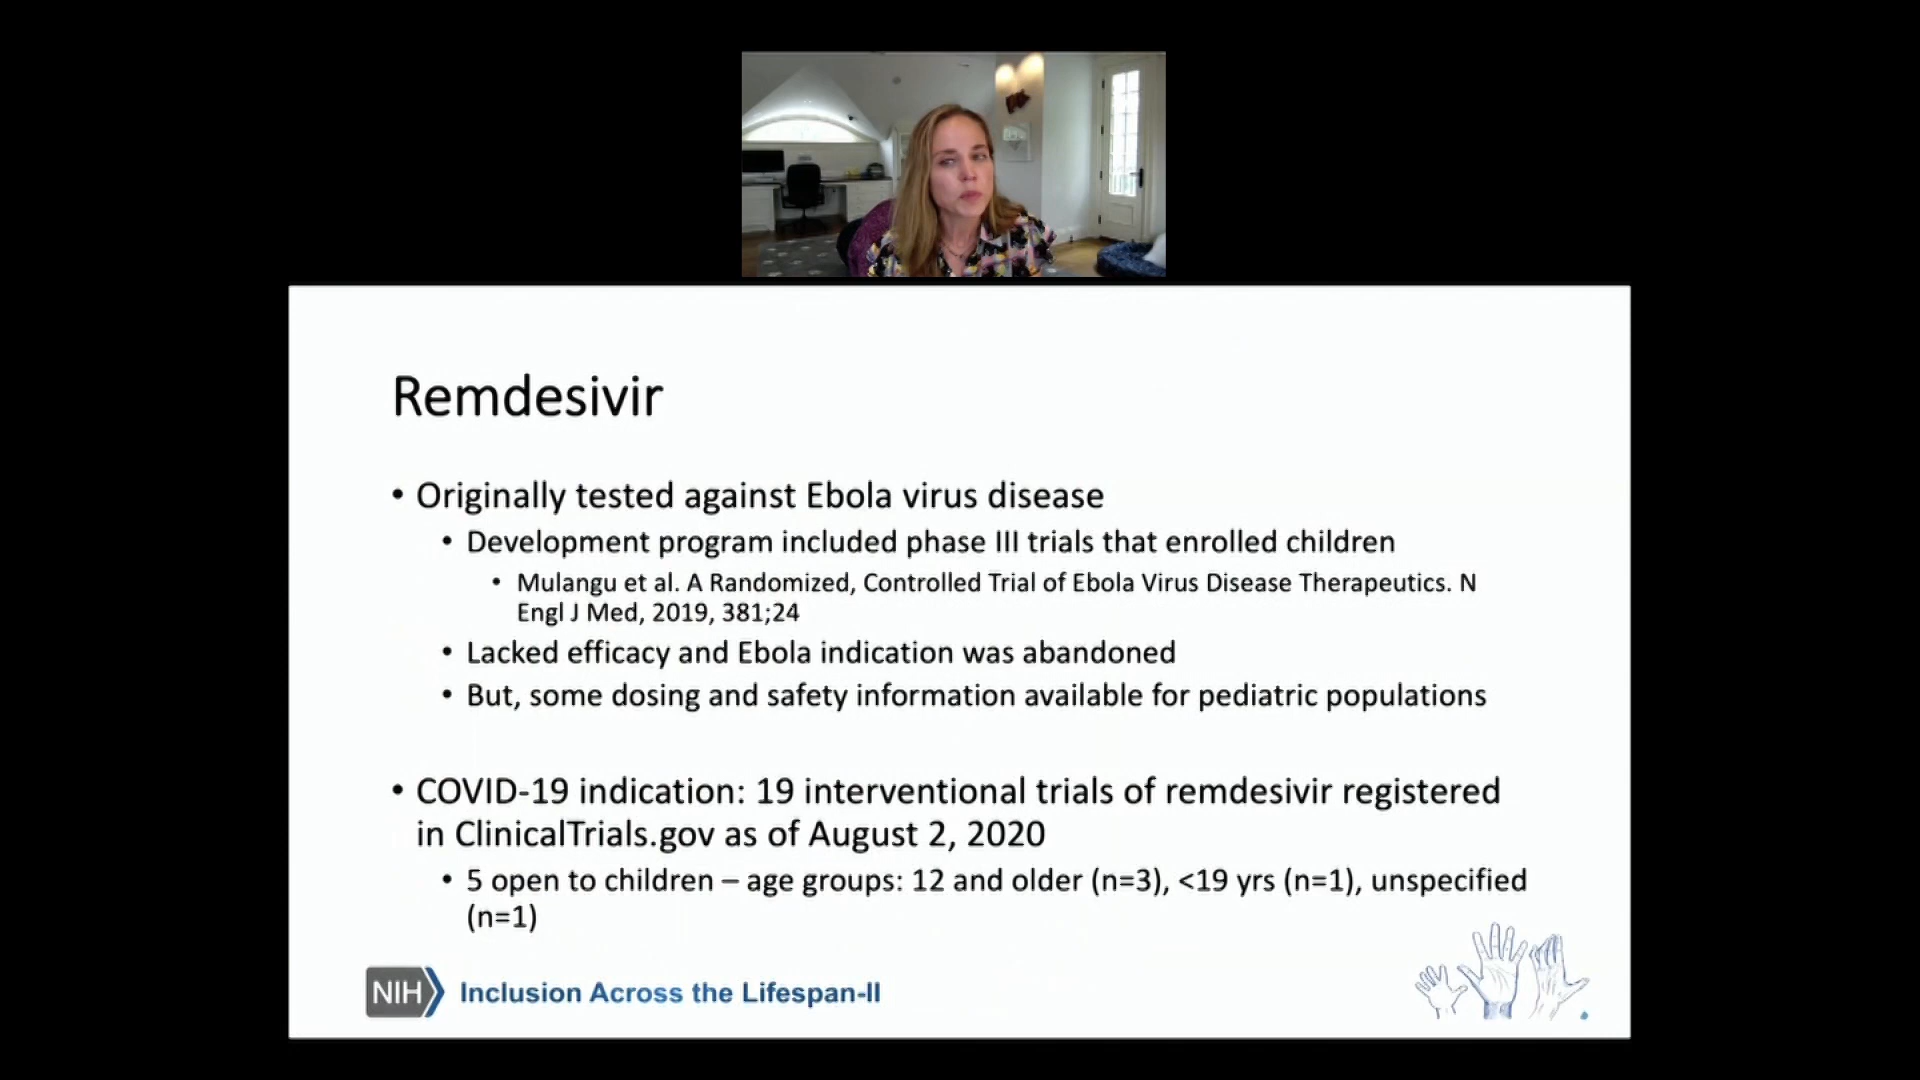 Remdesivir
• Originally tested against Ebola virus disease
• Development program included phase III trials that enrolled children
• Mulangu et al. A Randomized, Controlled Trial of Ebola Virus Disease Therapeutics. N
Engl J Med, 2019, 381;24
• Lacked efficacy and Ebola indication was abandoned
• But, some dosing and safety information available for pediatric populations
• COVID-19 indication: 19 interventional trials of remdesivir registered
in ClinicalTrials.gov as of August 2, 2020
• 5 open to children – age groups: 12 and older (n=3), <19 yrs (n=1), unspecified
(n=1)
NIH Inclusion Across the Lifespan-II